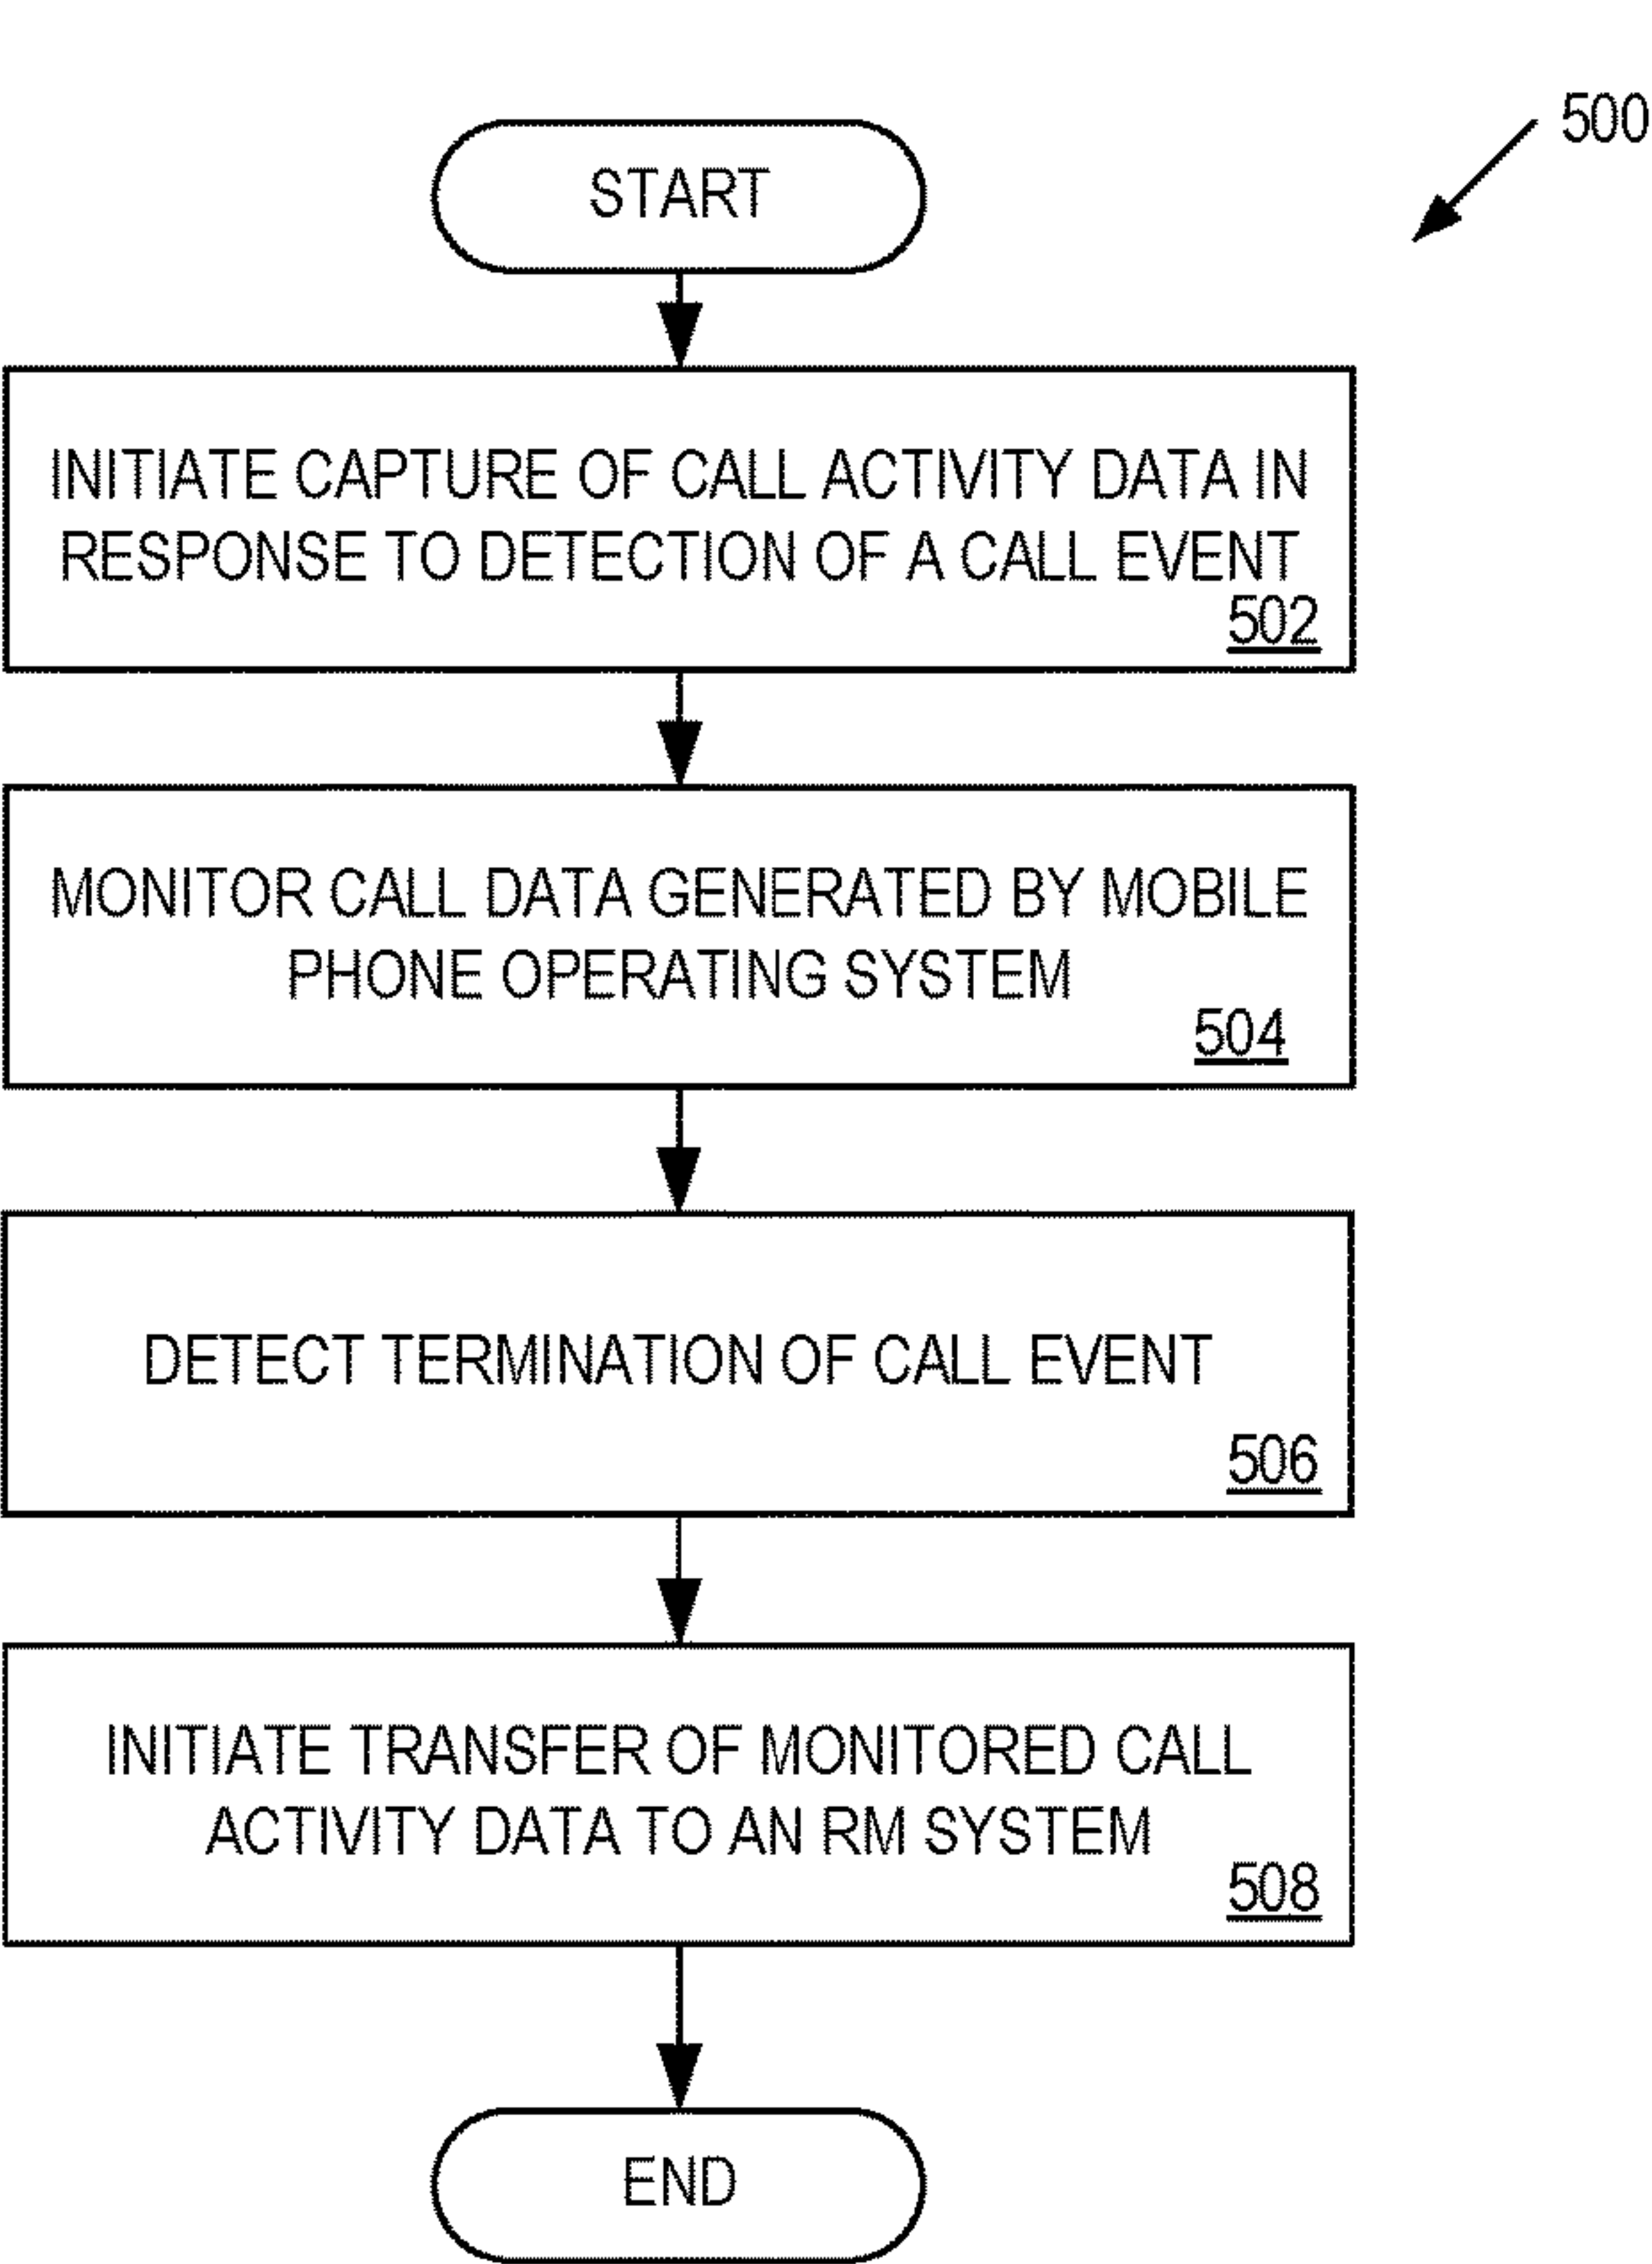 500
START
INITIATE CAPTURE OF CALL ACTIVITY DATA IN
RESPONSE TO DETECTION OF A CALL EVENT
502
MONITOR CALL DATA GENERATED BY MOBILE
PHONE OPERATING SYSTEM
504
DETECT TERMINATION OF CALL EVENT
506
INITIATE TRANSFER OF MONITORED CALL
ACTIVITY DATA TO AN RM SYSTEM
508
END